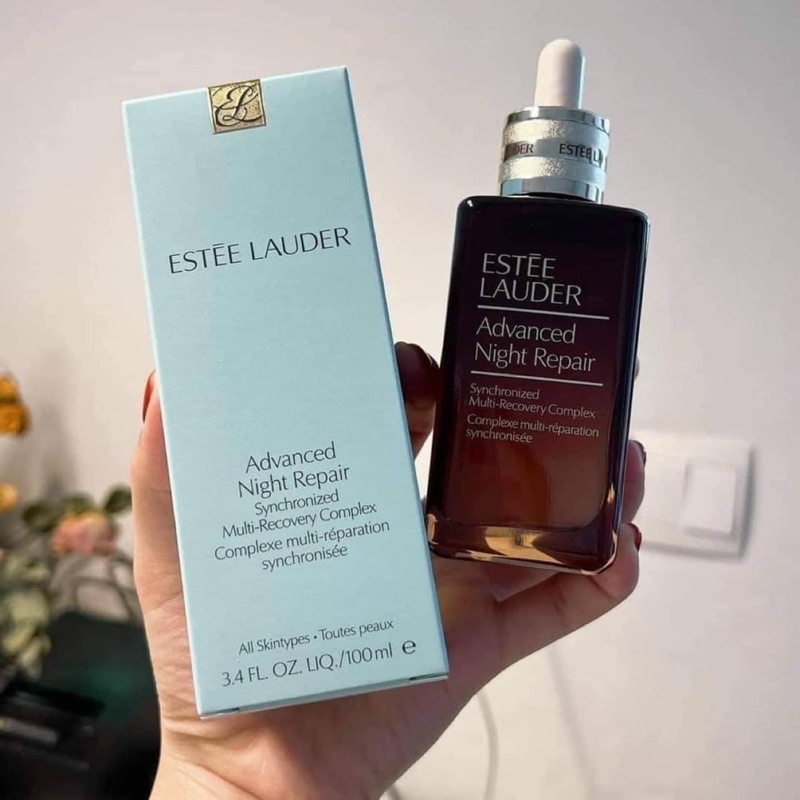 ESTĒE LAUDER
Advanced
Night Repair
Synchronized
Multi-Recovery Complex
Complexe multi-réparation
synchronisée
All Skintypes • Toutes peaux
3.4 FL. OZ. LIQ./100 ml ℮
ESTĒE
LAUDER
Advanced
Night Repair
Synchronized
Multi-Recovery Complex
Complexe multi-réparation
synchronisée